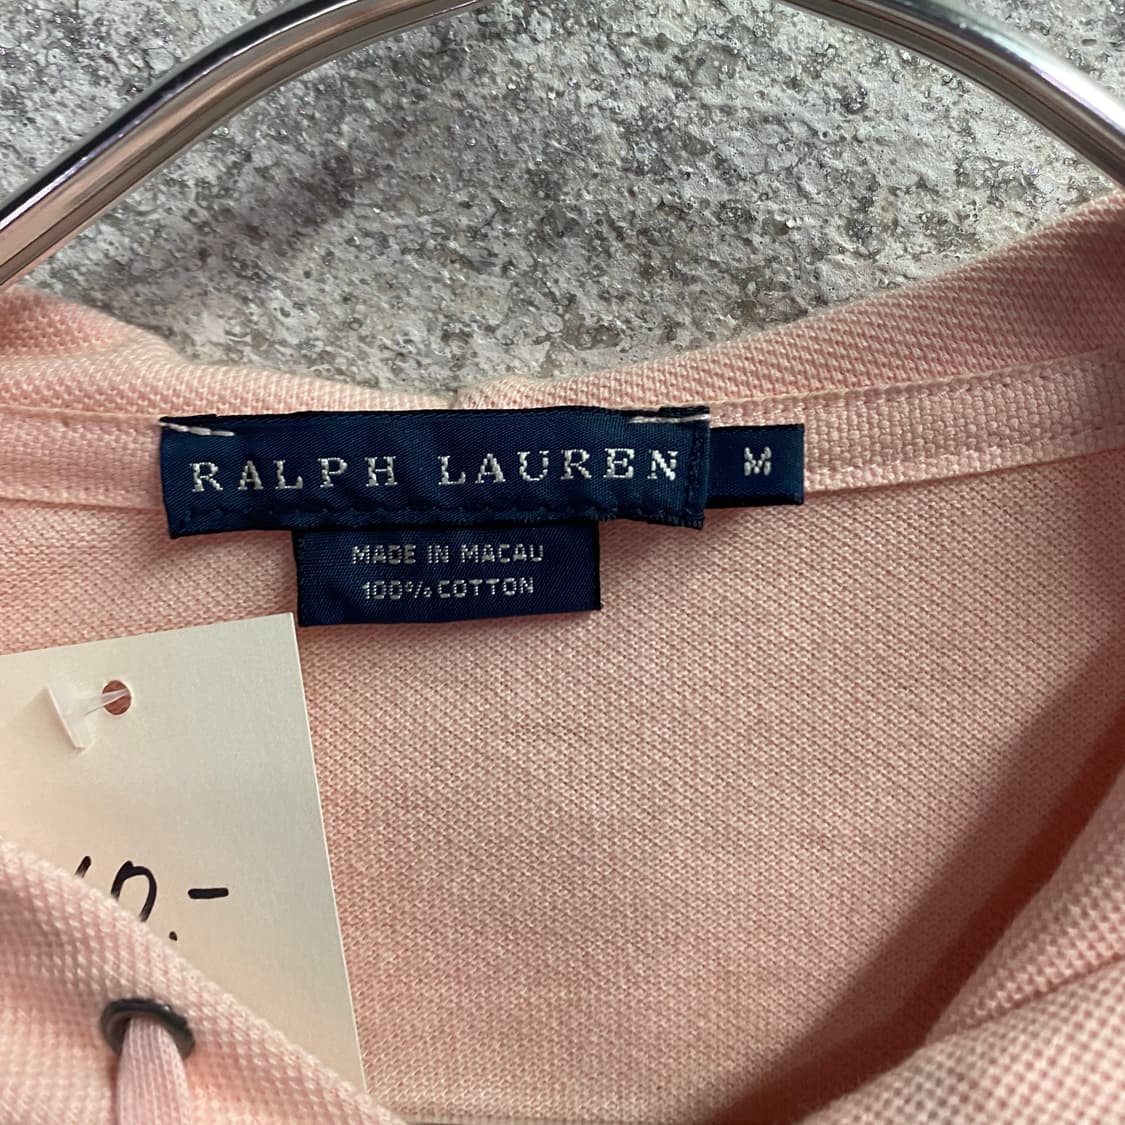 RALPH LAUREN
M
MADE IN MACAU
100% COTTON